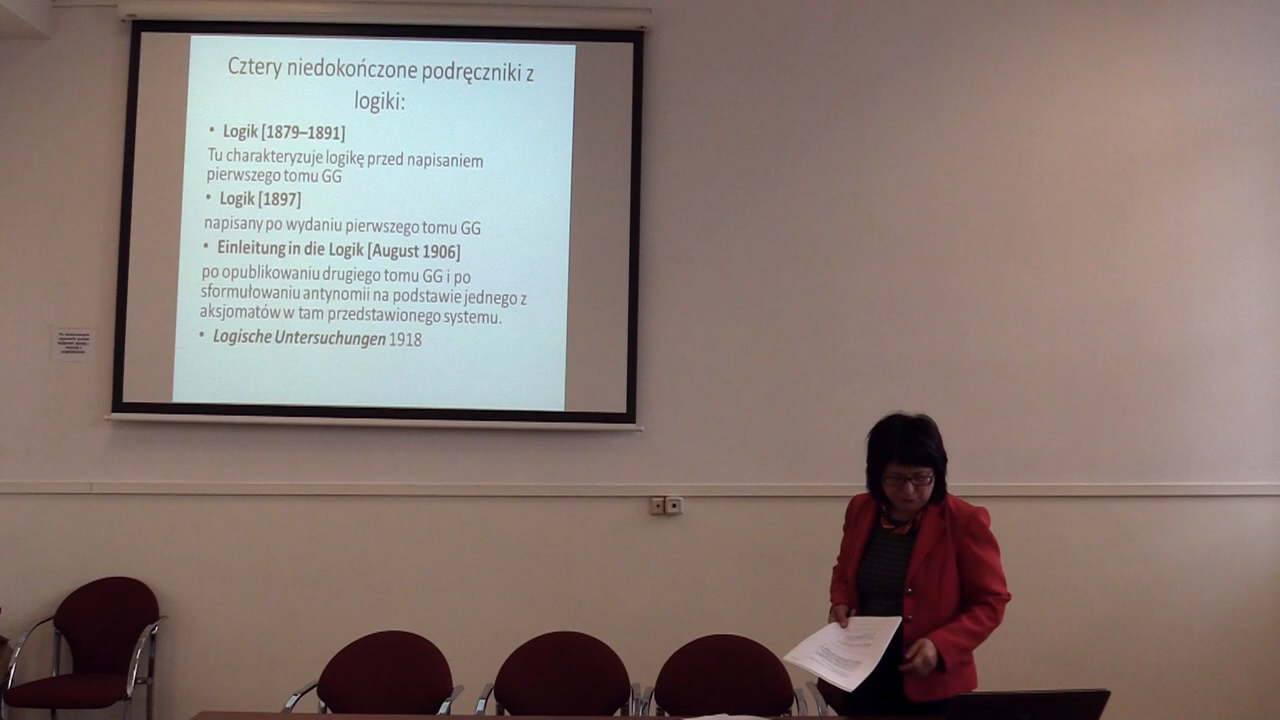 Cztery niedokończone podręczniki z
logiki:
• Logik [1879–1891]
Tu charakteryzuje logikę przed napisaniem
pierwszego tomu GG
• Logik [1897]
napisany po wydaniu pierwszego tomu GG
• Einleitung in die Logik [August 1906]
po opublikowaniu drugiego tomu GG i po
sformułowaniu antynomii na podstawie jednego z
aksjomatów w tam przedstawionego systemu.
• Logische Untersuchungen 1918